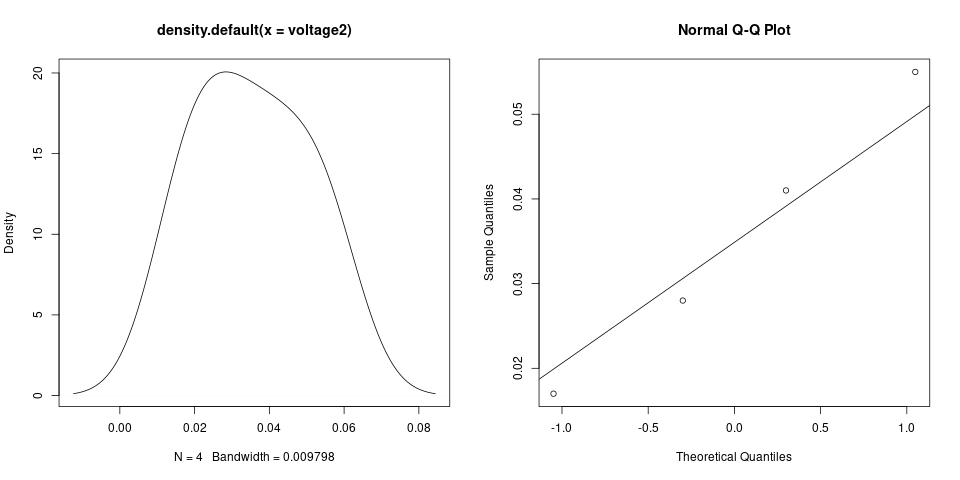 density.default(x = voltage2)
Density
0
5
10
15
20
0.00 0.02 0.04 0.06 0.08
N = 4 Bandwidth = 0.009798
Normal Q-Q Plot
Sample Quantiles
0.02
0.03
0.04
0.05
-1.0 -0.5 0.0 0.5 1.0
Theoretical Quantiles